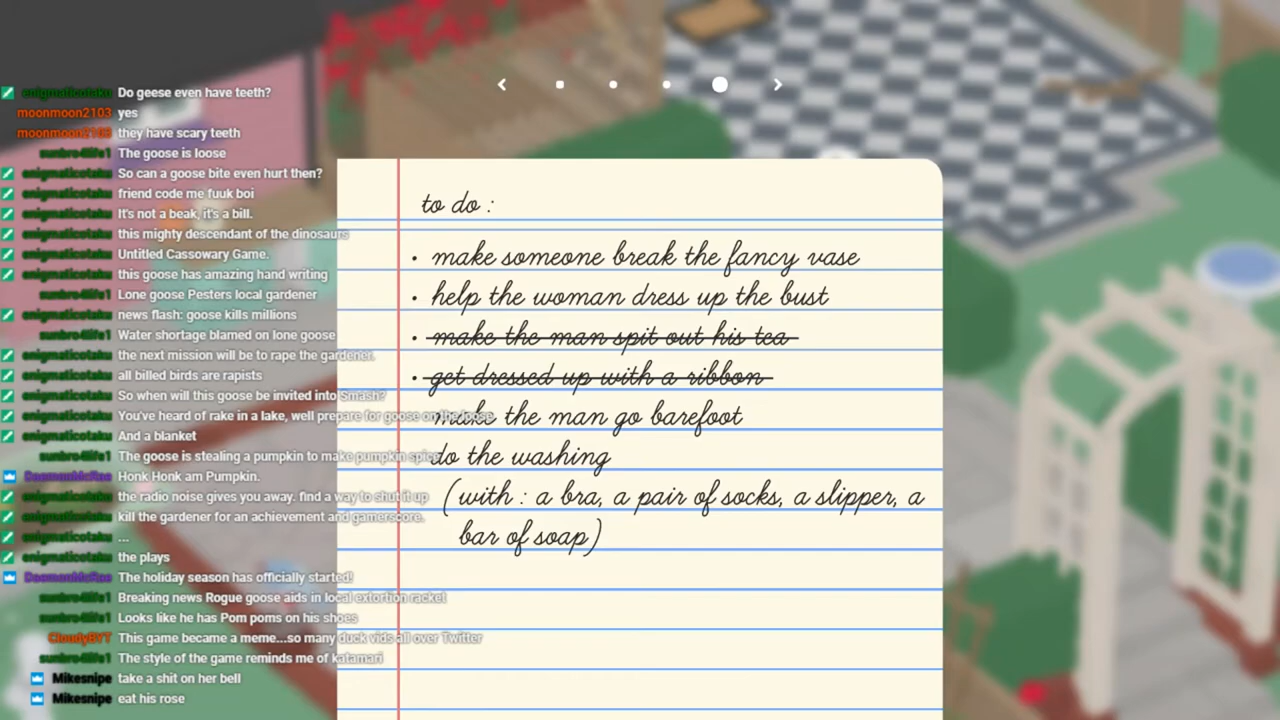 enigmaticotaku Do geese even have teeth?
moonmoon2103 yes
moonmoon2103 they have scary teeth
sunbro4life1 The goose is loose
enigmaticotaku So can a goose bite even hurt then?
enigmaticotaku friend code me fuuk boi
enigmaticotaku It's not a beak, it's a bill.
enigmaticotaku this mighty descendant of the dinosaurs
enigmaticotaku Untitled Cassowary Game.
enigmaticotaku this goose has amazing hand writing
sunbro4life1 Lone goose Pesters local gardener
enigmaticotaku news flash: goose kills millions
sunbro4life1 Water shortage blamed on lone goose
enigmaticotaku the next mission will be to rape the gardener.
enigmaticotaku all billed birds are rapists
enigmaticotaku So when will this goose be invited into Smash?
enigmaticotaku You've heard of rake in a lake, well prepare for goose on the loose.
enigmaticotaku And a blanket
sunbro4life1 The goose is stealing a pumpkin to make pumpkin spice
DaemonMcRae Honk Honk am Pumpkin.
enigmaticotaku the radio noise gives you away. find a way to shut it up
enigmaticotaku kill the gardener for an achievement and gamerscore.
enigmaticotaku ...
enigmaticotaku the plays
DaemonMcRae The holiday season has officially started!
sunbro4life1 Breaking news Rogue goose aids in local extortion racket
sunbro4life1 Looks like he has Pom poms on his shoes
CloudyBYT This game became a meme...so many duck vids all over Twitter
sunbro4life1 The style of the game reminds me of katamari
Mikesnipe take a shit on her bell
Mikesnipe eat his rose
to do :
• make someone break the fancy vase
• help the woman dress up the bust
• make the man spit out his tea
• get dressed up with a ribbon
make the man go barefoot
do the washing
(with : a bra, a pair of socks, a slipper, a
bar of soap)